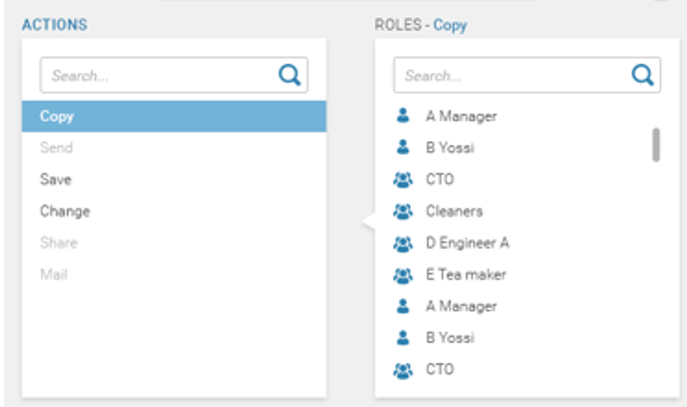 ACTIONS
Search...
Copy
Send
Save
Change
Share
Mail
ROLES - Copy
Search...
A Manager
B Yossi
CTO
Cleaners
D Engineer A
E Tea maker
A Manager
B Yossi
CTO